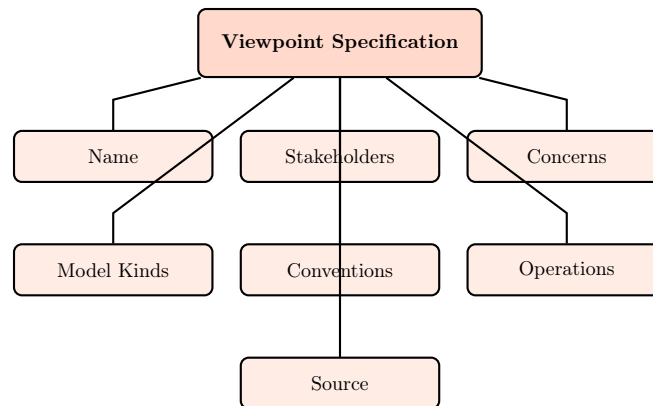 Viewpoint Specification
Name
Stakeholders
Concerns
Model Kinds
Conventions
Operations
Source